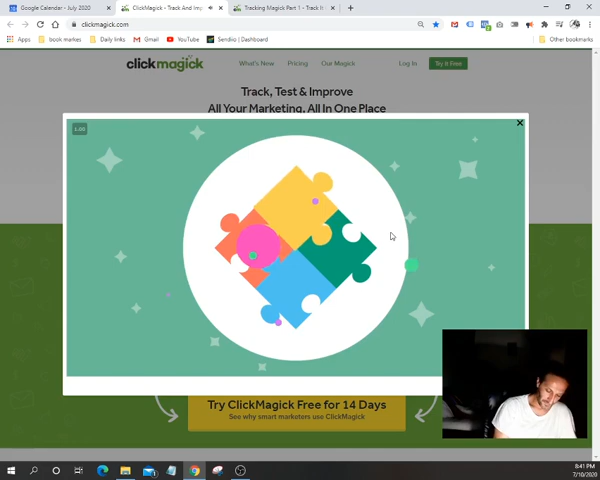 Google Calendar - July 2020
ClickMagick - Track And Imp
Tracking Magick Part 1 - Track It
clickmagick.com
Apps
book markes
Daily links
Gmail
YouTube
Sendiio | Dashboard
Other bookmarks
clickmagick
What's New
Pricing
Our Magick
Log In
Try It Free
Track, Test & Improve
All Your Marketing, All In One Place
1.00
Try ClickMagick Free for 14 Days
See why smart marketers use ClickMagick
8:41 PM
7/10/2020